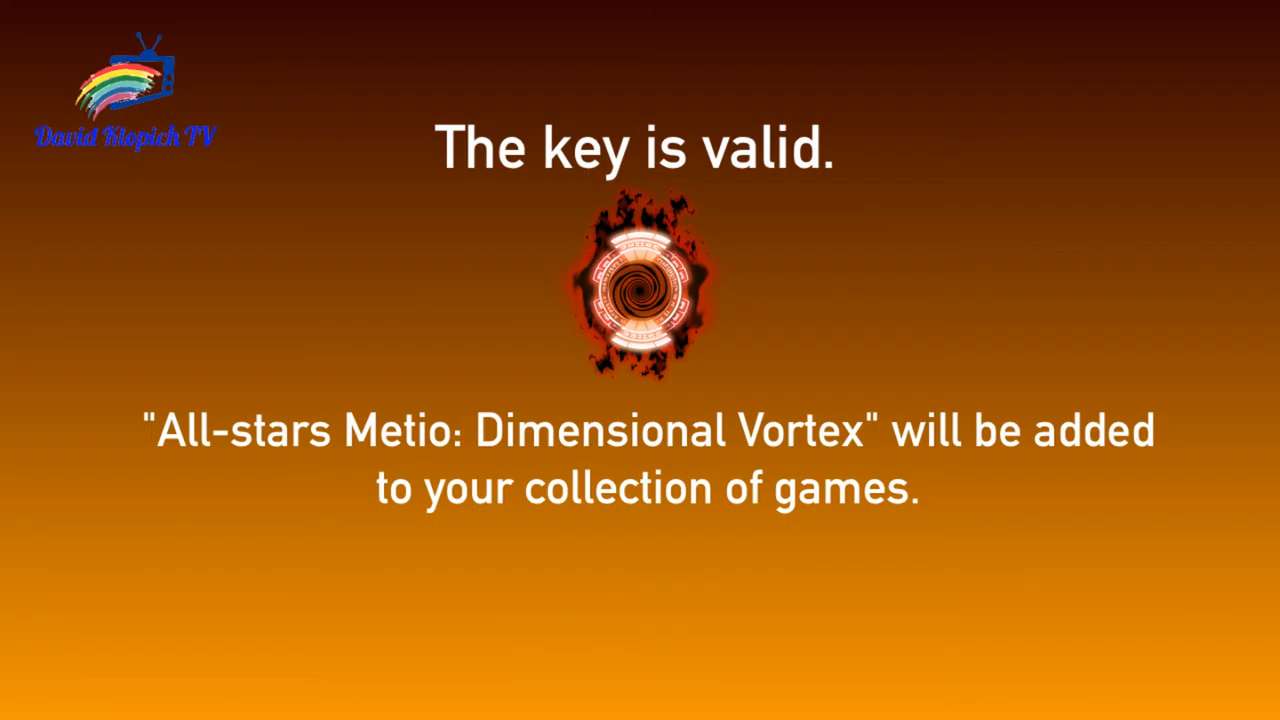 David Klopich TV
The key is valid.
"All-stars Metio: Dimensional Vortex" will be added
to your collection of games.